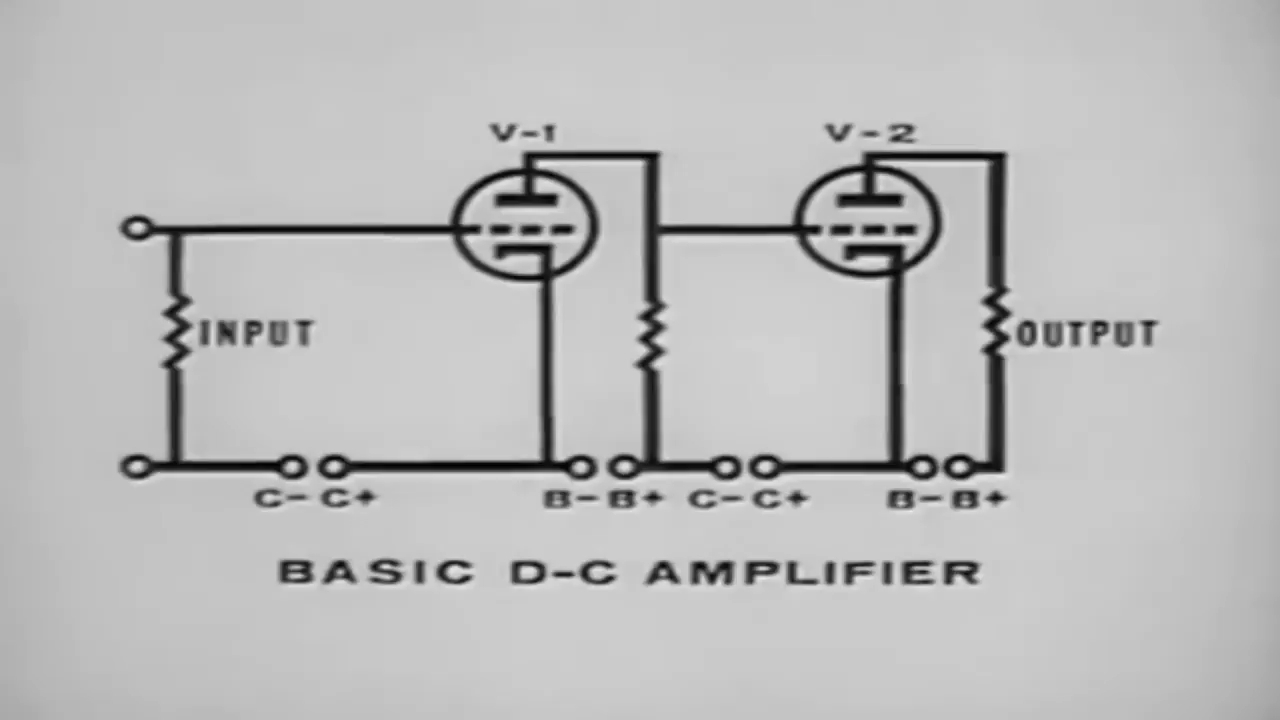 V-1 V-2
INPUT OUTPUT
C- C+ B- B+ C- C+ B- B+
BASIC D-C AMPLIFIER